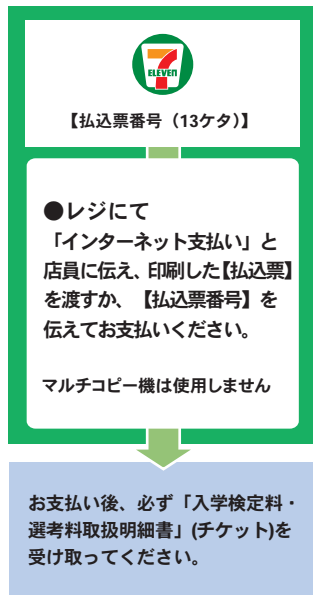 7
ELEVEn
【払込票番号（13ケタ）】
●レジにて
「インターネット支払い」と
店員に伝え、印刷した【払込票】
を渡すか、【払込票番号】を
伝えてお支払いください。
マルチコピー機は使用しません
お支払い後、必ず「入学検定料・
選考料取扱明細書」(チケット)を
受け取ってください。